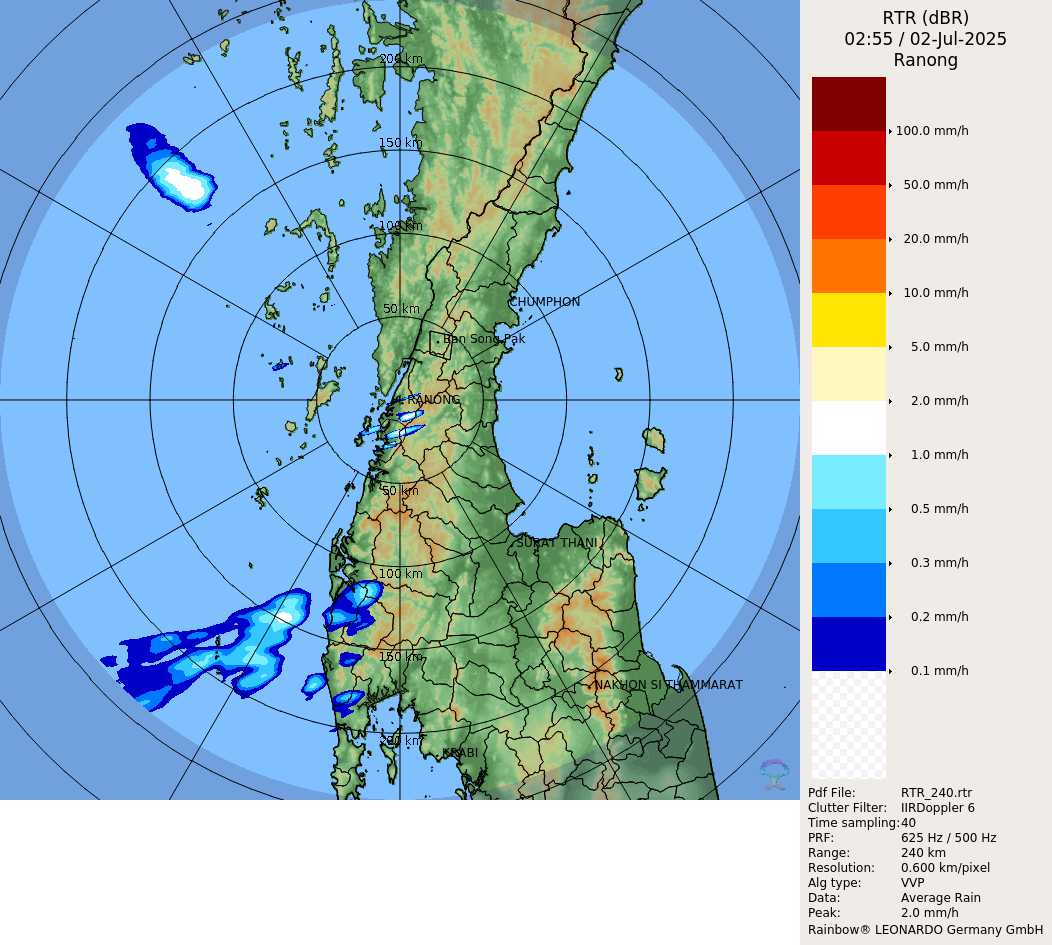 RTR (dBR)
02:55 / 02-Jul-2025
Ranong
200 km
150 km
100 km
50 km
CHUMPHON
Ban Song Pak
RANONG
50 km
SURAT THANI
100 km
150 km
NAKHON SI THAMMARAT
200 km
KRABI
100.0 mm/h
50.0 mm/h
20.0 mm/h
10.0 mm/h
5.0 mm/h
2.0 mm/h
1.0 mm/h
0.5 mm/h
0.3 mm/h
0.2 mm/h
0.1 mm/h
Pdf File: RTR_240.rtr
Clutter Filter: IIRDoppler 6
Time sampling:40
PRF: 625 Hz / 500 Hz
Range: 240 km
Resolution: 0.600 km/pixel
Alg type: VVP
Data: Average Rain
Peak: 2.0 mm/h
Rainbow® LEONARDO Germany GmbH